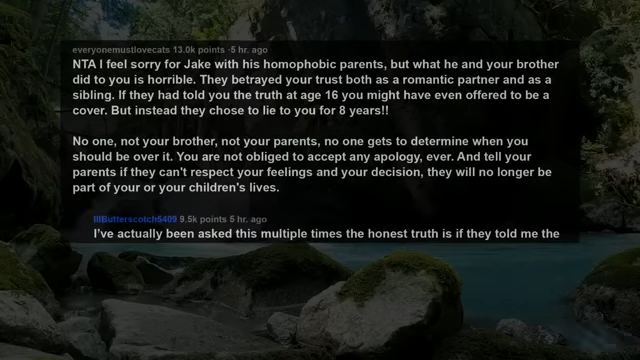 everyonemustlovecats 13.0k points ·5 hr. ago
NTA I feel sorry for Jake with his homophobic parents, but what he and your brother
did to you is horrible. They betrayed your trust both as a romantic partner and as a
sibling. If they had told you the truth at age 16 you might have even offered to be a
cover. But instead they chose to lie to you for 8 years!!
No one, not your brother, not your parents, no one gets to determine when you
should be over it. You are not obliged to accept any apology, ever. And tell your
parents if they can't respect your feelings and your decision, they will no longer be
part of your or your children's lives.
IllButterscotch5409 9.5k points 5 hr. ago
I've actually been asked this multiple times the honest truth is if they told me the